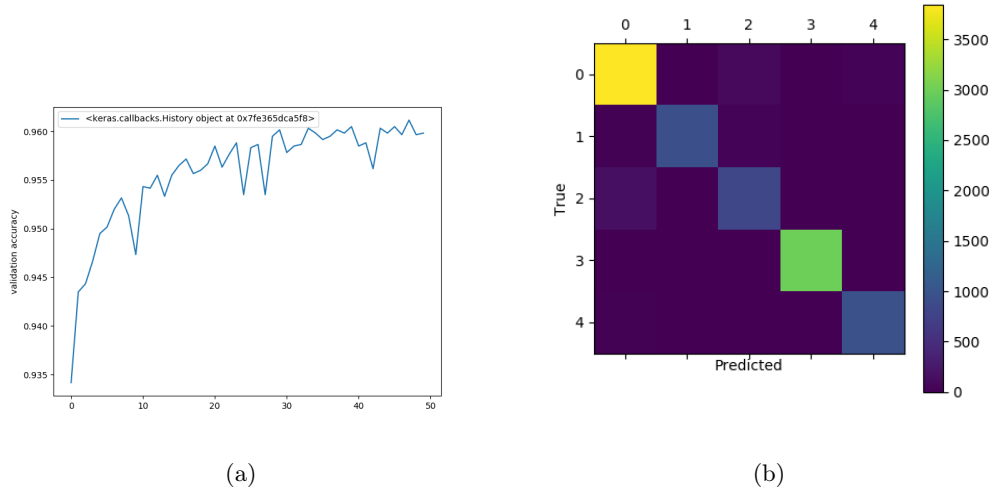 <keras.callbacks.History object at 0x7fe365dca5f8>
validation accuracy
0.960
0.955
0.950
0.945
0.940
0.935
0 10 20 30 40 50
(a)
0 1 2 3 4
True
0
1
2
3
4
Predicted
3500
3000
2500
2000
1500
1000
500
0
(b)